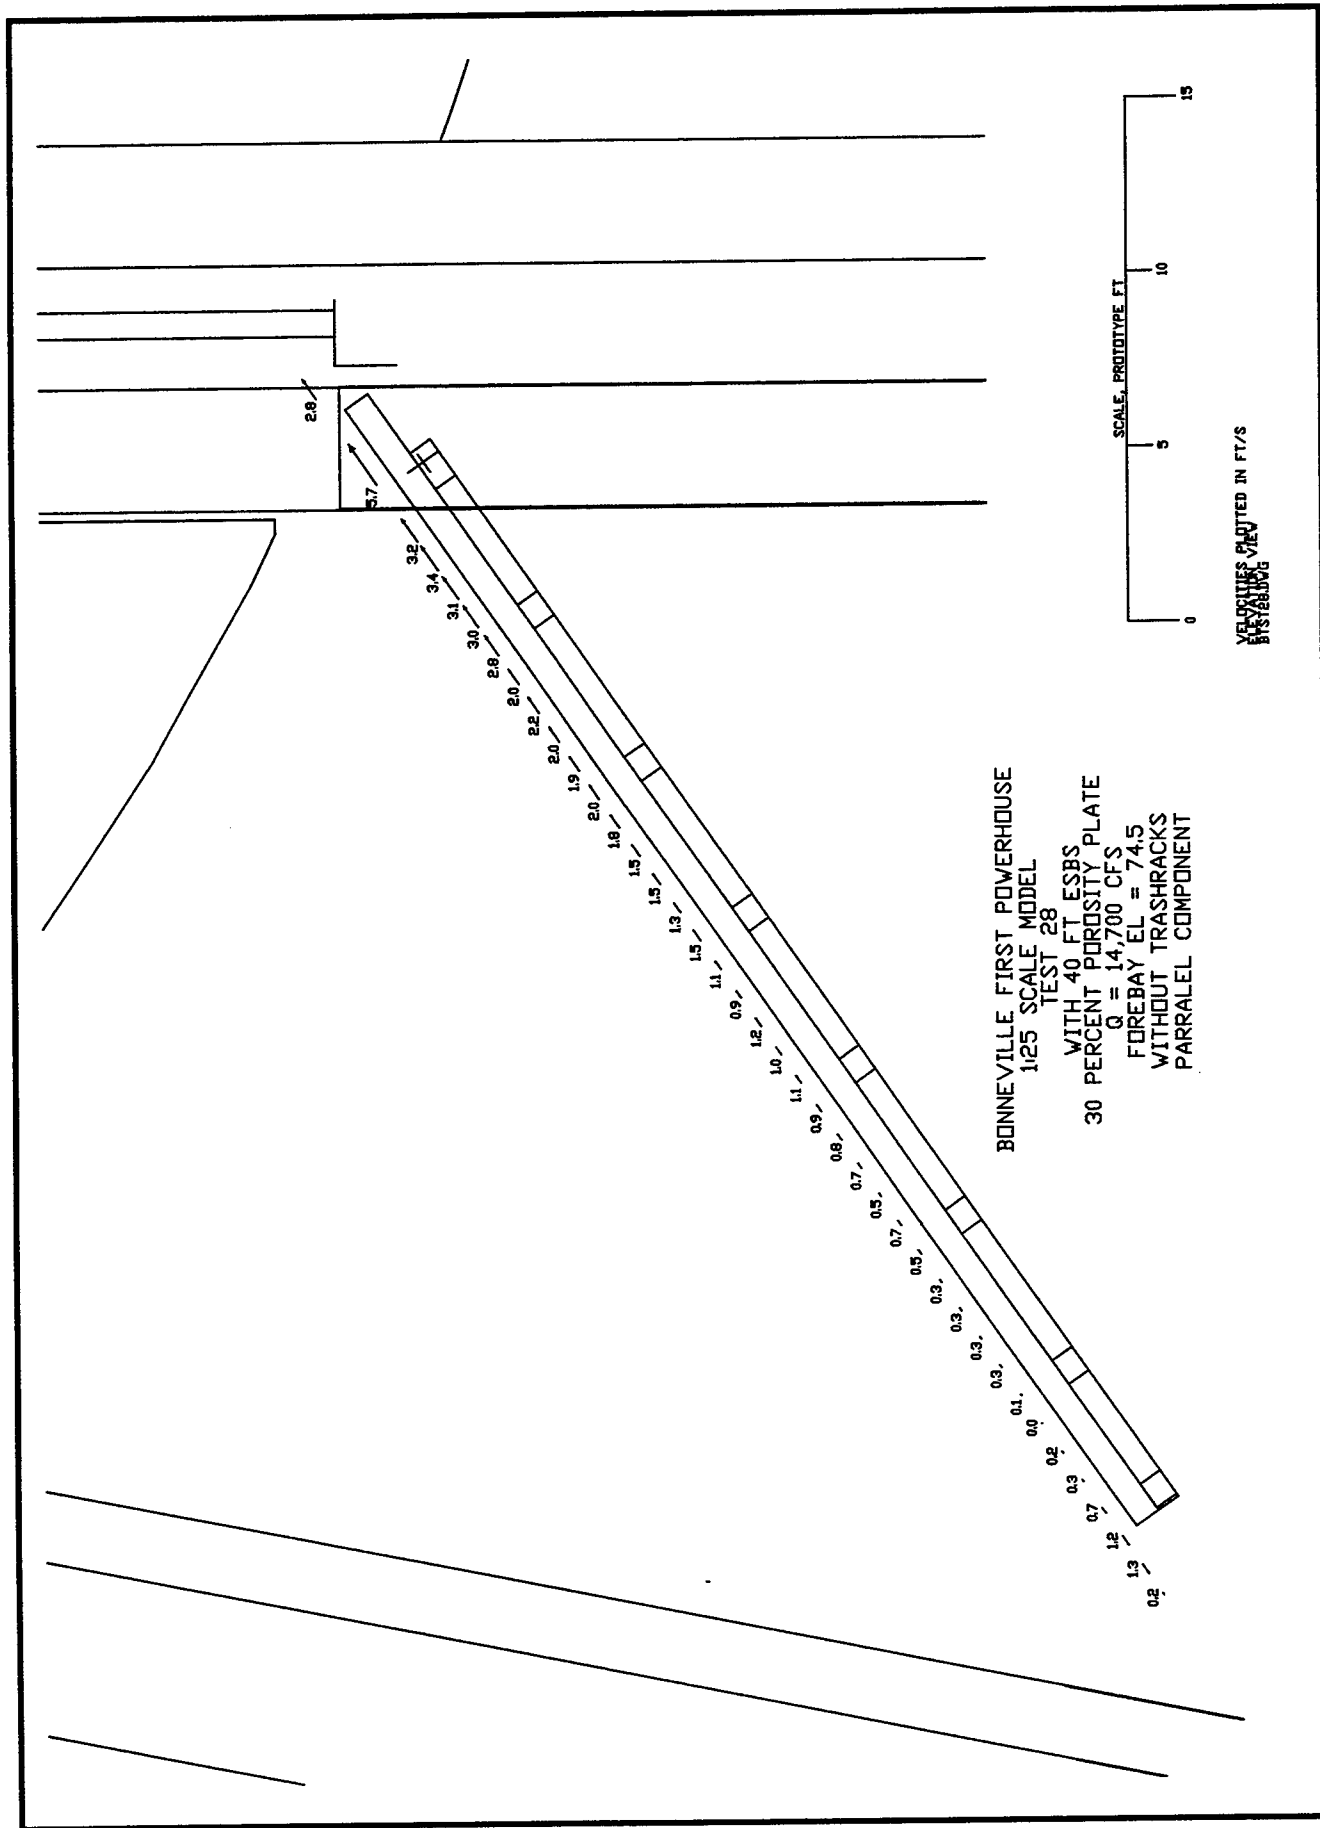 2.8
5.7
3.2
3.4
3.1
3.0
2.8
2.0
2.2
2.0
1.9
2.0
1.8
1.5
1.5
1.3
1.5
1.1
0.9
1.2
1.0
1.1
0.9
0.8
0.7
0.5
0.7
0.5
0.3
0.3
0.3
0.3
0.1
0.0
0.2
0.3
0.7
1.2
1.3
0.2
BONNEVILLE FIRST POWERHOUSE
1:25 SCALE MODEL
TEST 28
WITH 40 FT ESBS
30 PERCENT POROSITY PLATE
Q = 14,700 CFS
FOREBAY EL = 74.5
WITHOUT TRASHRACKS
PARRALEL COMPONENT
SCALE, PROTOTYPE FT
0 5 10 15
VELOCITIES PLOTTED IN FT/S
ELEVATION VIEW
B1ST28.DWG